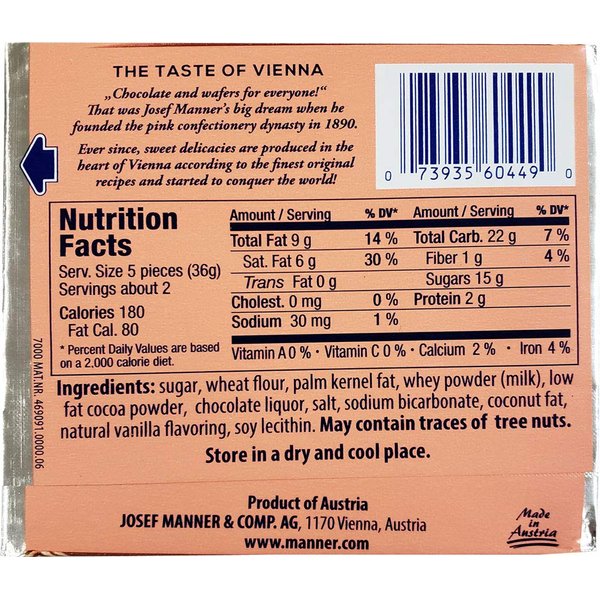 THE TASTE OF VIENNA
„Chocolate and wafers for everyone!“
That was Josef Manner's big dream when he
founded the pink confectionery dynasty in 1890.
Ever since, sweet delicacies are produced in the
heart of Vienna according to the finest original
recipes and started to conquer the world!
0 73935 60449 0
Nutrition
Facts
Serv. Size 5 pieces (36g)
Servings about 2
Calories 180
Fat Cal. 80
* Percent Daily Values are based
on a 2,000 calorie diet.
Amount / Serving % DV* Amount / Serving % DV*
Total Fat 9 g 14 % Total Carb. 22 g 7 %
Sat. Fat 6 g 30 % Fiber 1 g 4 %
Trans Fat 0 g Sugars 15 g
Cholest. 0 mg 0 % Protein 2 g
Sodium 30 mg 1 %
Vitamin A 0 % · Vitamin C 0 % · Calcium 2 % · Iron 4 %
7000 MAT.NR. 469091.0000.06
Ingredients: sugar, wheat flour, palm kernel fat, whey powder (milk), low
fat cocoa powder, chocolate liquor, salt, sodium bicarbonate, coconut fat,
natural vanilla flavoring, soy lecithin. May contain traces of tree nuts.
Store in a dry and cool place.
Product of Austria
JOSEF MANNER & COMP. AG, 1170 Vienna, Austria
www.manner.com
Made
in
Austria